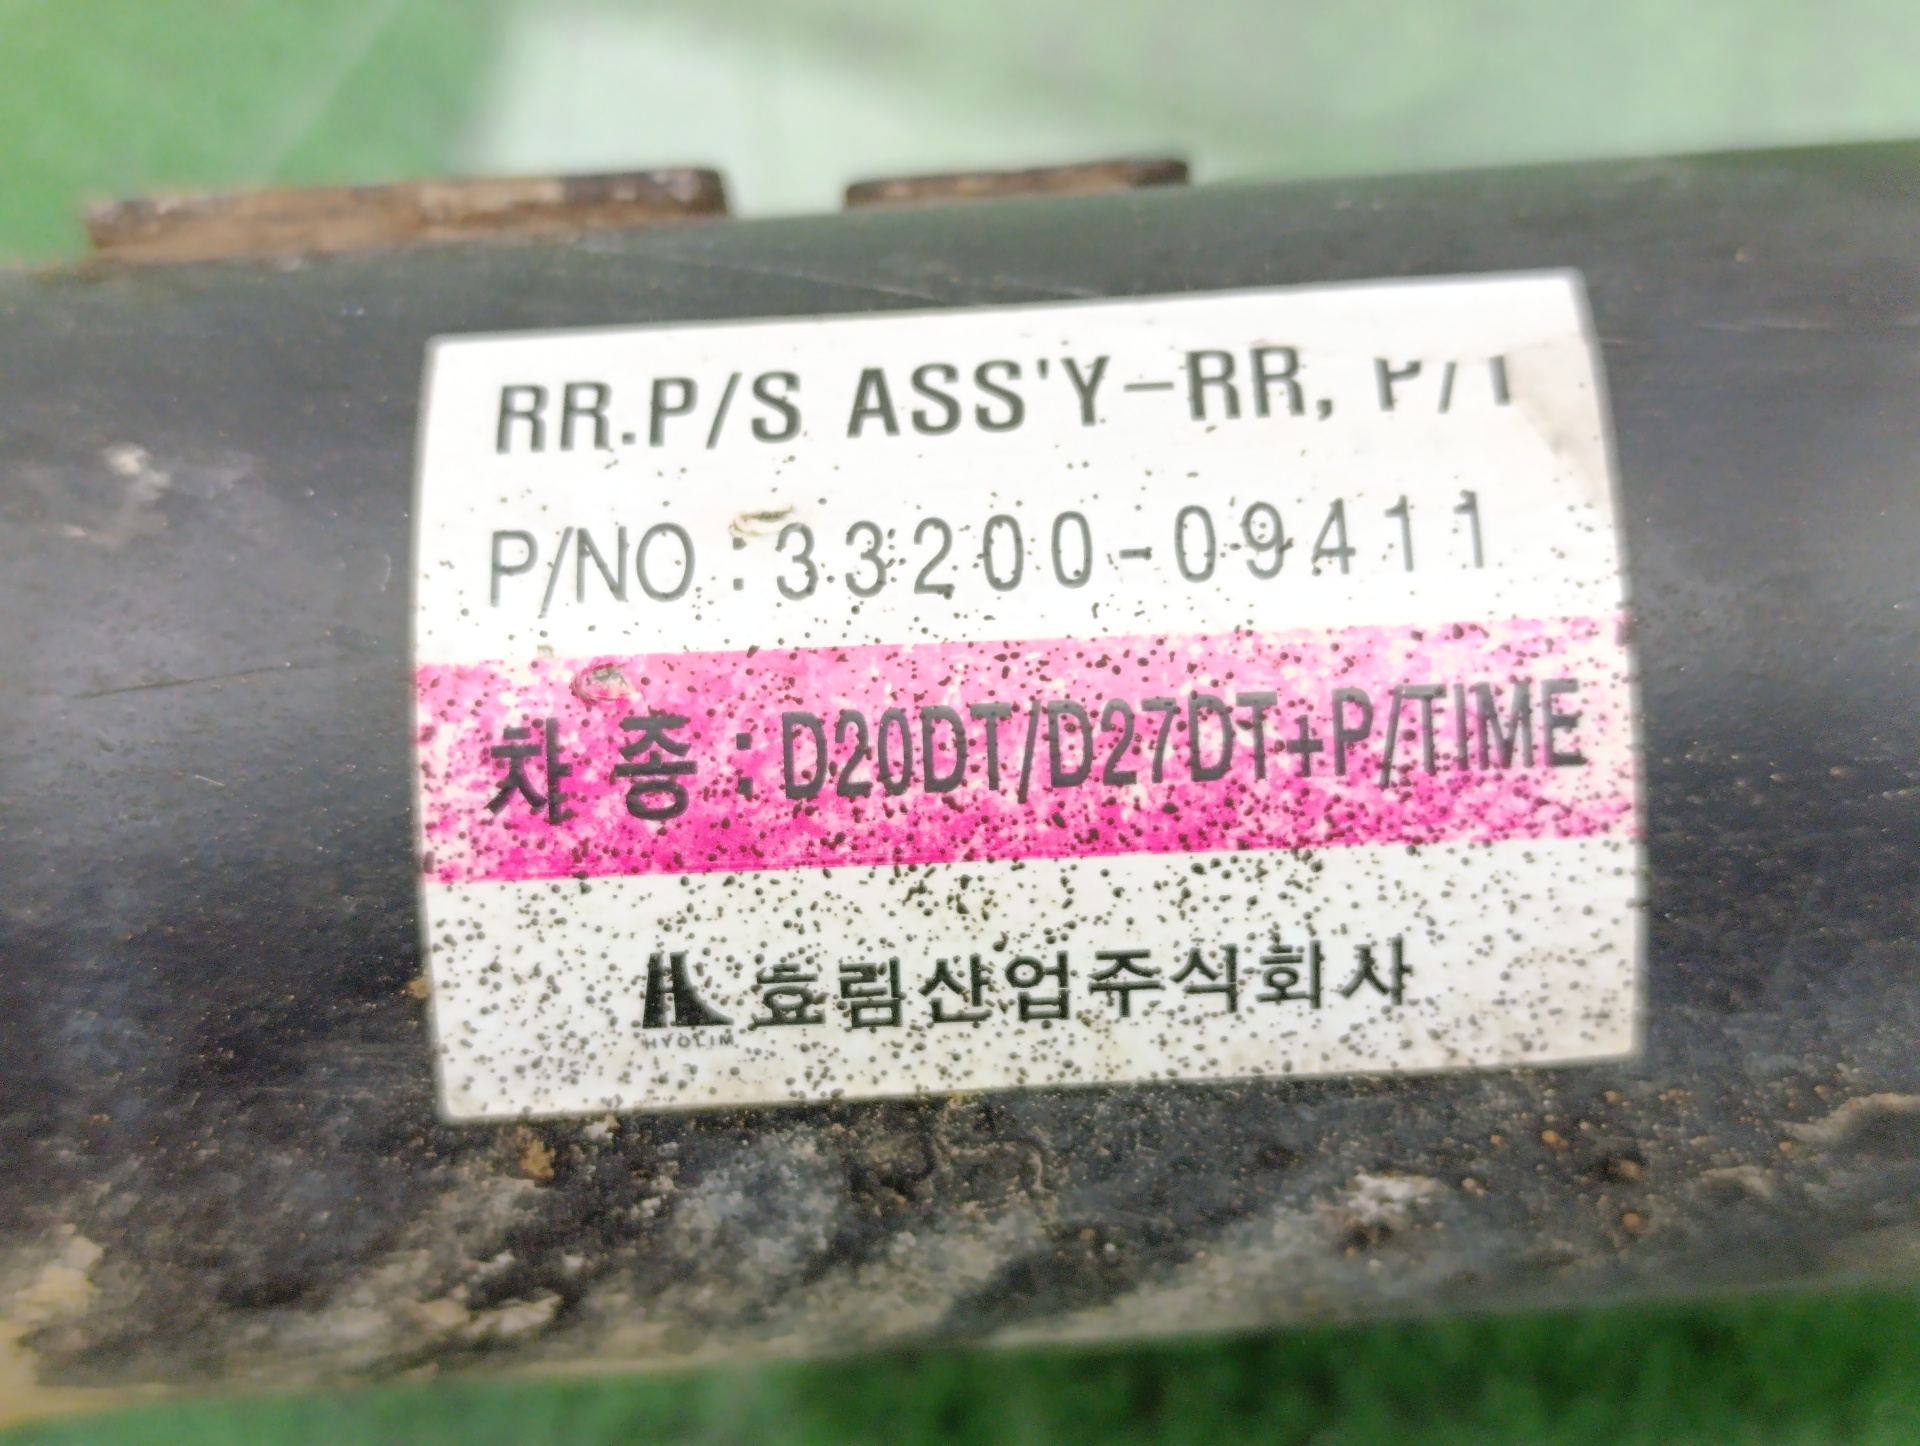 RR.P/S ASS'Y-RR, P/T
P/NO : 33200-09411
차 종 : D20DT/D27DT+P/TIME
효림산업주식회사
HYOLIM